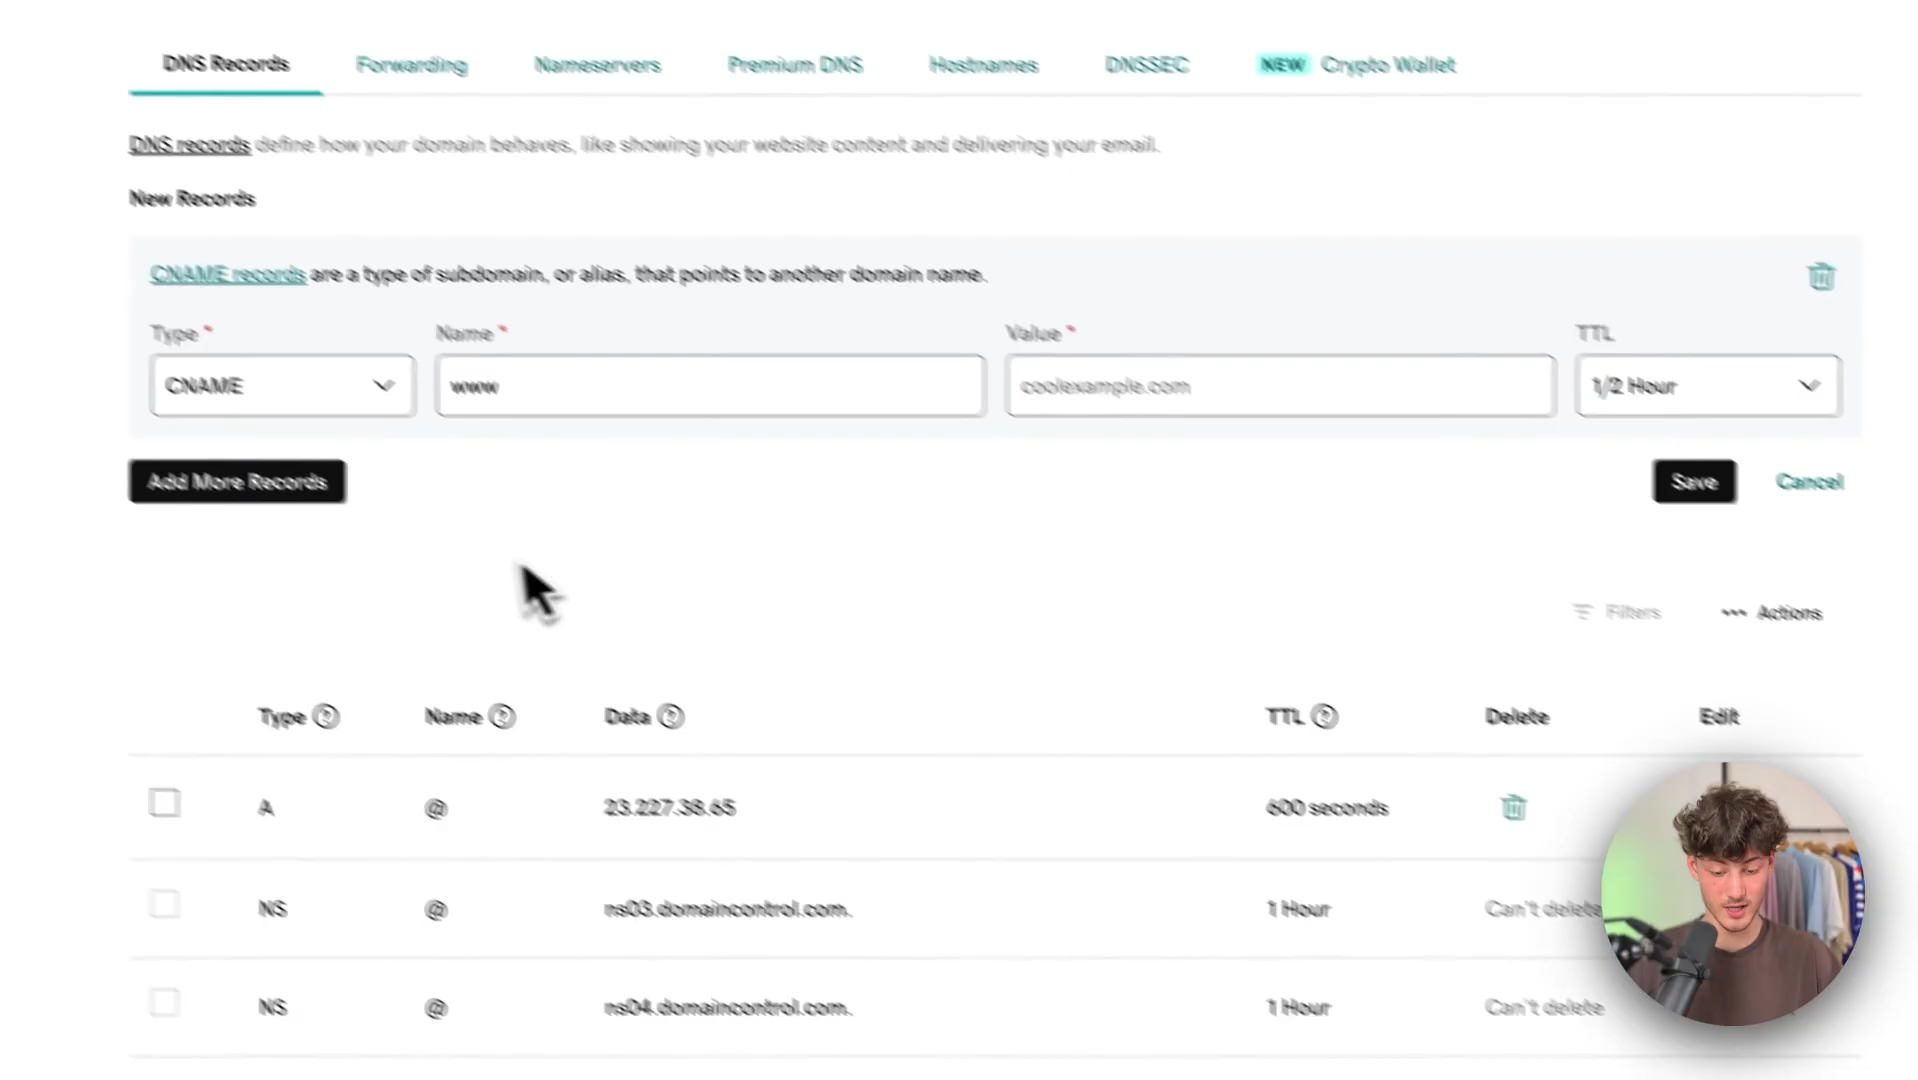 DNS Records Forwarding Nameservers Premium DNS Hostnames DNSSEC NEW Crypto Wallet
DNS records define how your domain behaves, like showing your website content and delivering your email.
New Records
CNAME records are a type of subdomain, or alias, that points to another domain name.
Type * Name * Value * TTL
CNAME www coolexample.com 1/2 Hour
Add More Records Save Cancel
Filters Actions
Type Name Data TTL Delete Edit
A @ 23.227.38.65 600 seconds
NS @ ns03.domaincontrol.com. 1 Hour Can't delete
NS @ ns04.domaincontrol.com. 1 Hour Can't delete